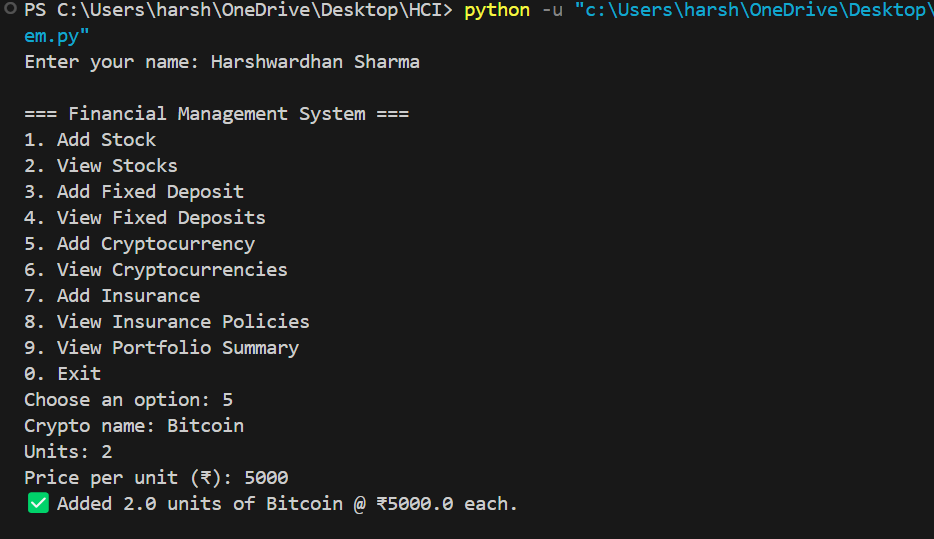 PS C:\Users\harsh\OneDrive\Desktop\HCI> python -u "c:\Users\harsh\OneDrive\Desktop\
em.py"
Enter your name: Harshwardhan Sharma
=== Financial Management System ===
1. Add Stock
2. View Stocks
3. Add Fixed Deposit
4. View Fixed Deposits
5. Add Cryptocurrency
6. View Cryptocurrencies
7. Add Insurance
8. View Insurance Policies
9. View Portfolio Summary
0. Exit
Choose an option: 5
Crypto name: Bitcoin
Units: 2
Price per unit (₹): 5000
✅ Added 2.0 units of Bitcoin @ ₹5000.0 each.